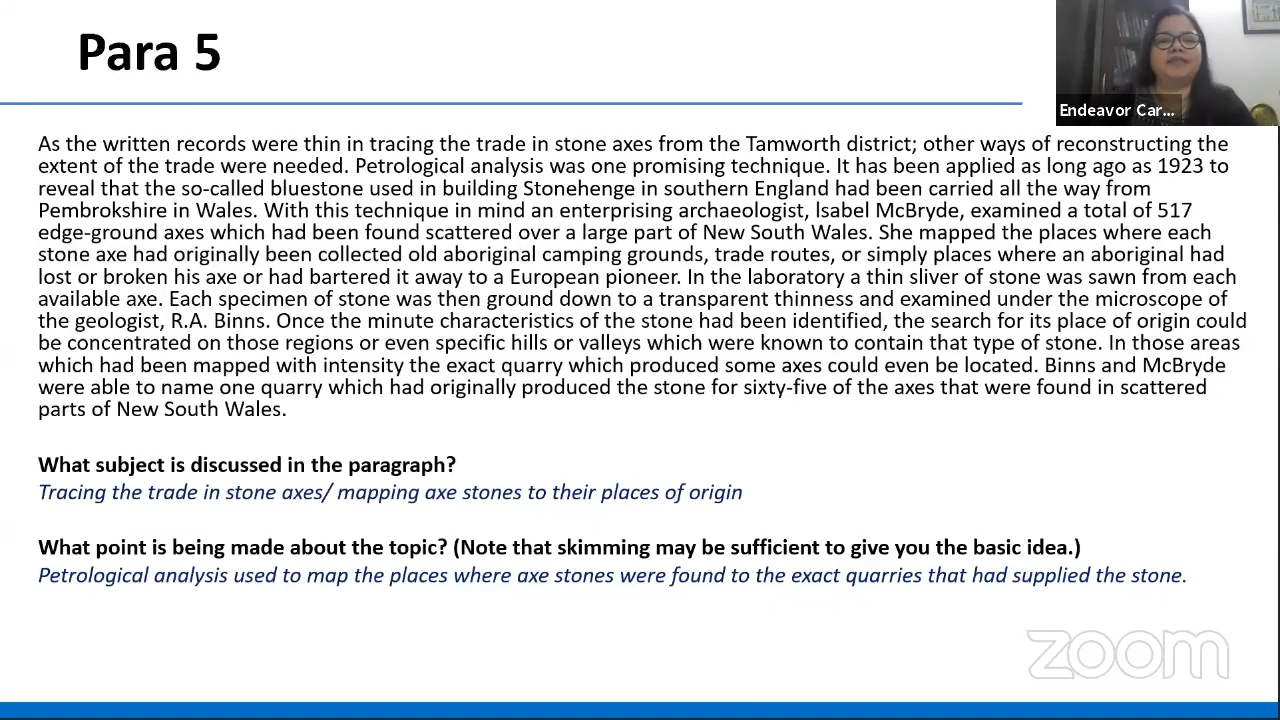 Para 5
Endeavor Car...
As the written records were thin in tracing the trade in stone axes from the Tamworth district; other ways of reconstructing the
extent of the trade were needed. Petrological analysis was one promising technique. It has been applied as long ago as 1923 to
reveal that the so-called bluestone used in building Stonehenge in southern England had been carried all the way from
Pembrokshire in Wales. With this technique in mind an enterprising archaeologist, lsabel McBryde, examined a total of 517
edge-ground axes which had been found scattered over a large part of New South Wales. She mapped the places where each
stone axe had originally been collected old aboriginal camping grounds, trade routes, or simply places where an aboriginal had
lost or broken his axe or had bartered it away to a European pioneer. In the laboratory a thin sliver of stone was sawn from each
available axe. Each specimen of stone was then ground down to a transparent thinness and examined under the microscope of
the geologist, R.A. Binns. Once the minute characteristics of the stone had been identified, the search for its place of origin could
be concentrated on those regions or even specific hills or valleys which were known to contain that type of stone. In those areas
which had been mapped with intensity the exact quarry which produced some axes could even be located. Binns and McBryde
were able to name one quarry which had originally produced the stone for sixty-five of the axes that were found in scattered
parts of New South Wales.
What subject is discussed in the paragraph?
Tracing the trade in stone axes/ mapping axe stones to their places of origin
What point is being made about the topic? (Note that skimming may be sufficient to give you the basic idea.)
Petrological analysis used to map the places where axe stones were found to the exact quarries that had supplied the stone.
zoom